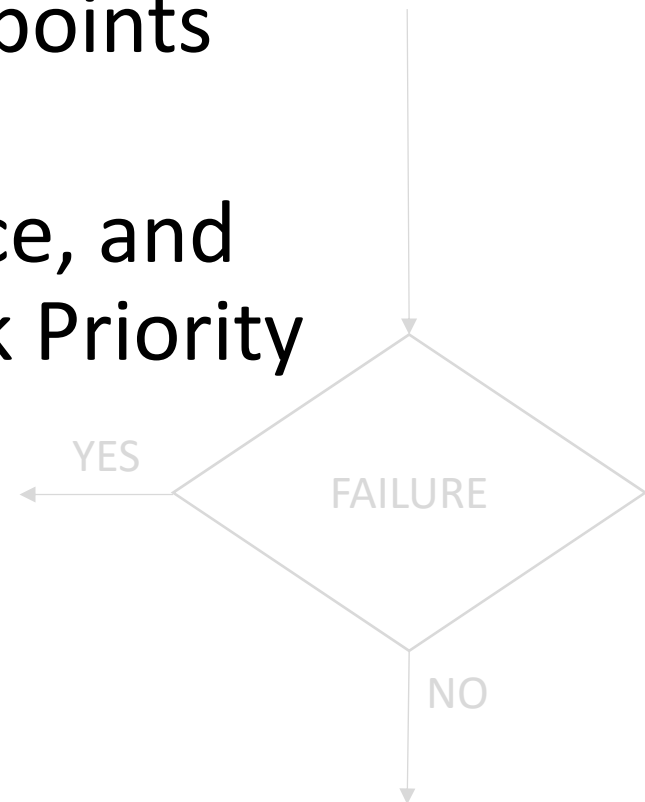 points
ce, and
k Priority
YES
FAILURE
NO